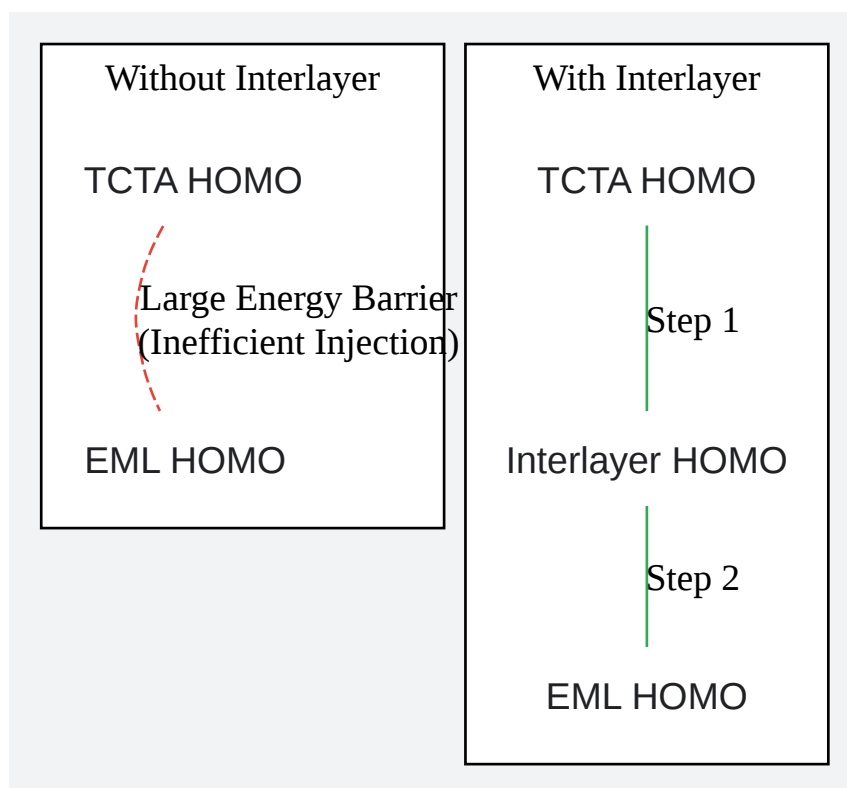 Without Interlayer
TCTA HOMO
Large Energy Barrier
(Inefficient Injection)
EML HOMO
With Interlayer
TCTA HOMO
Step 1
Interlayer HOMO
Step 2
EML HOMO